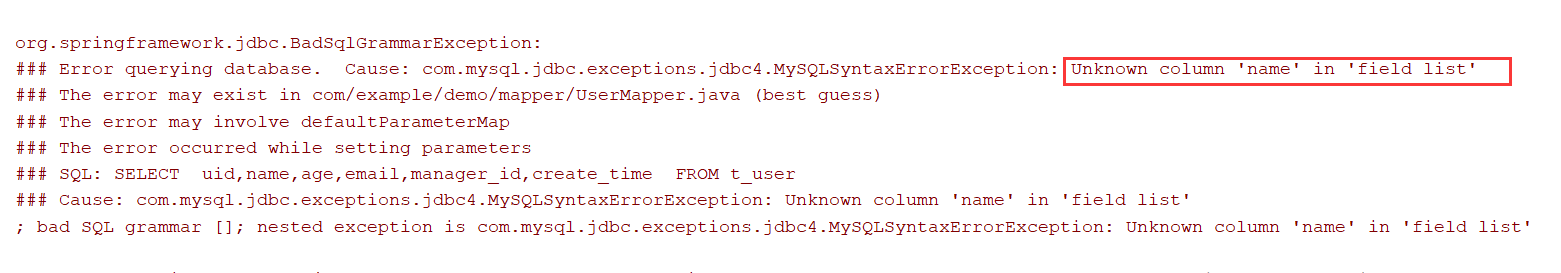 org.springframework.jdbc.BadSqlGrammarException:
### Error querying database.  Cause: com.mysql.jdbc.exceptions.jdbc4.MySQLSyntaxErrorException: Unknown column 'name' in 'field list'
### The error may exist in com/example/demo/mapper/UserMapper.java (best guess)
### The error may involve defaultParameterMap
### The error occurred while setting parameters
### SQL: SELECT  uid,name,age,email,manager_id,create_time  FROM t_user
### Cause: com.mysql.jdbc.exceptions.jdbc4.MySQLSyntaxErrorException: Unknown column 'name' in 'field list'
; bad SQL grammar []; nested exception is com.mysql.jdbc.exceptions.jdbc4.MySQLSyntaxErrorException: Unknown column 'name' in 'field list'